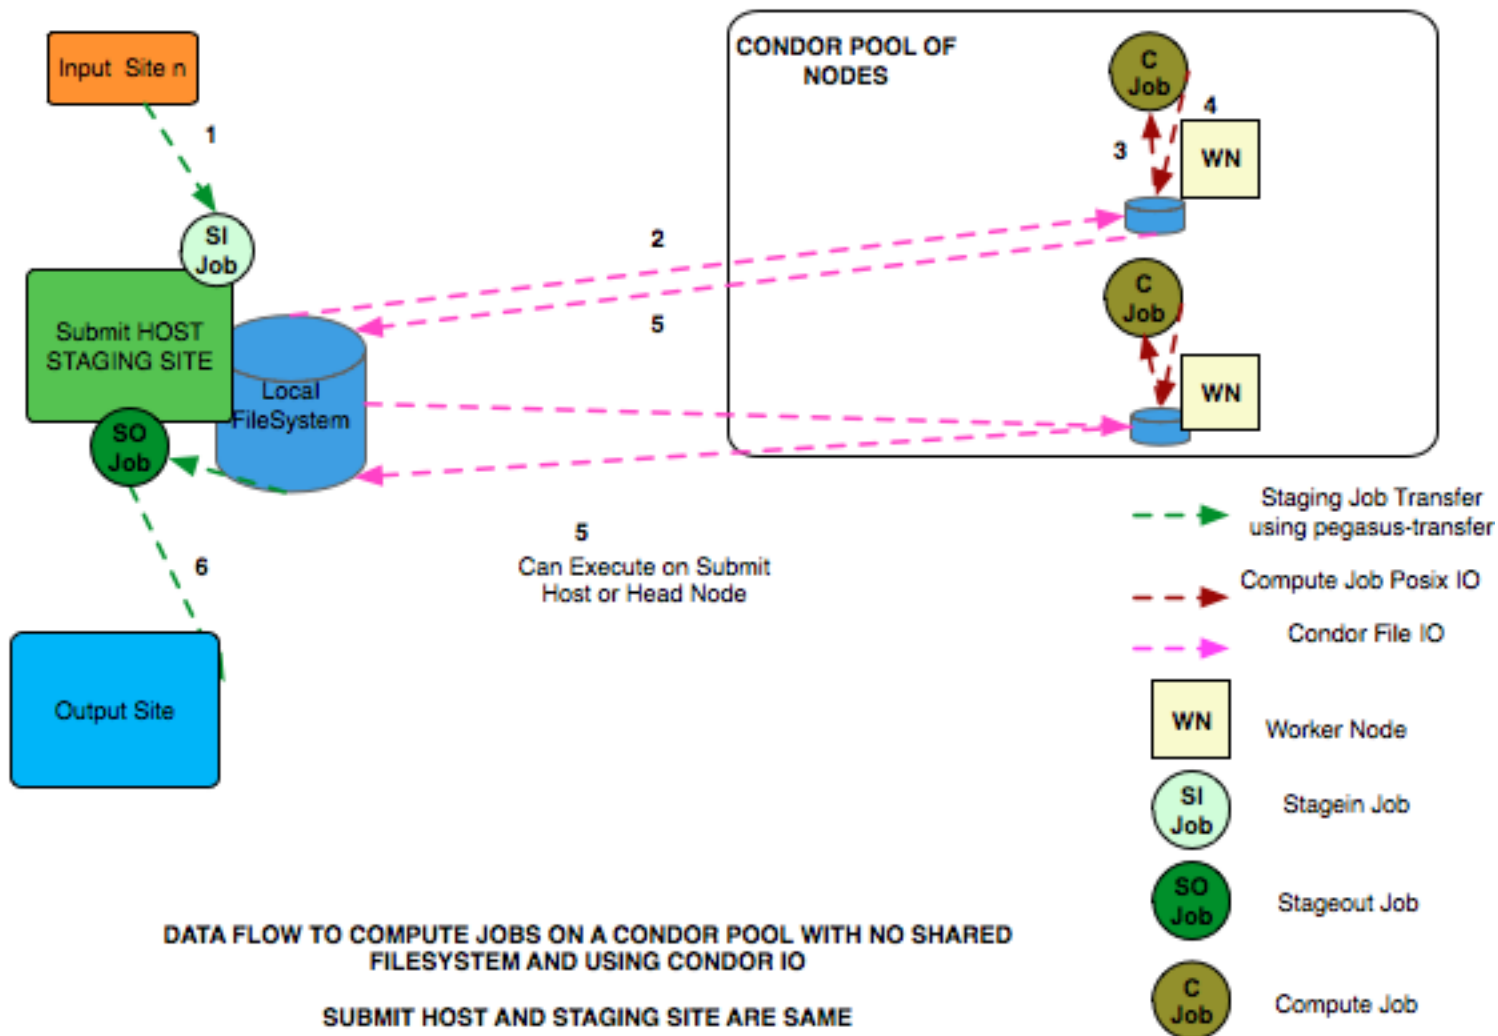 Input Site n
1
SI
Job
Submit HOST
STAGING SITE
Local
FileSystem
SO
Job
6
Output Site
2
5
5
Can Execute on Submit
Host or Head Node
CONDOR POOL OF
NODES
C
Job
4
3
WN
C
Job
WN
Staging Job Transfer
using pegasus-transfer
Compute Job Posix IO
Condor File IO
WN
Worker Node
SI
Job
Stagein Job
SO
Job
Stageout Job
C
Job
Compute Job
DATA FLOW TO COMPUTE JOBS ON A CONDOR POOL WITH NO SHARED
FILESYSTEM AND USING CONDOR IO
SUBMIT HOST AND STAGING SITE ARE SAME